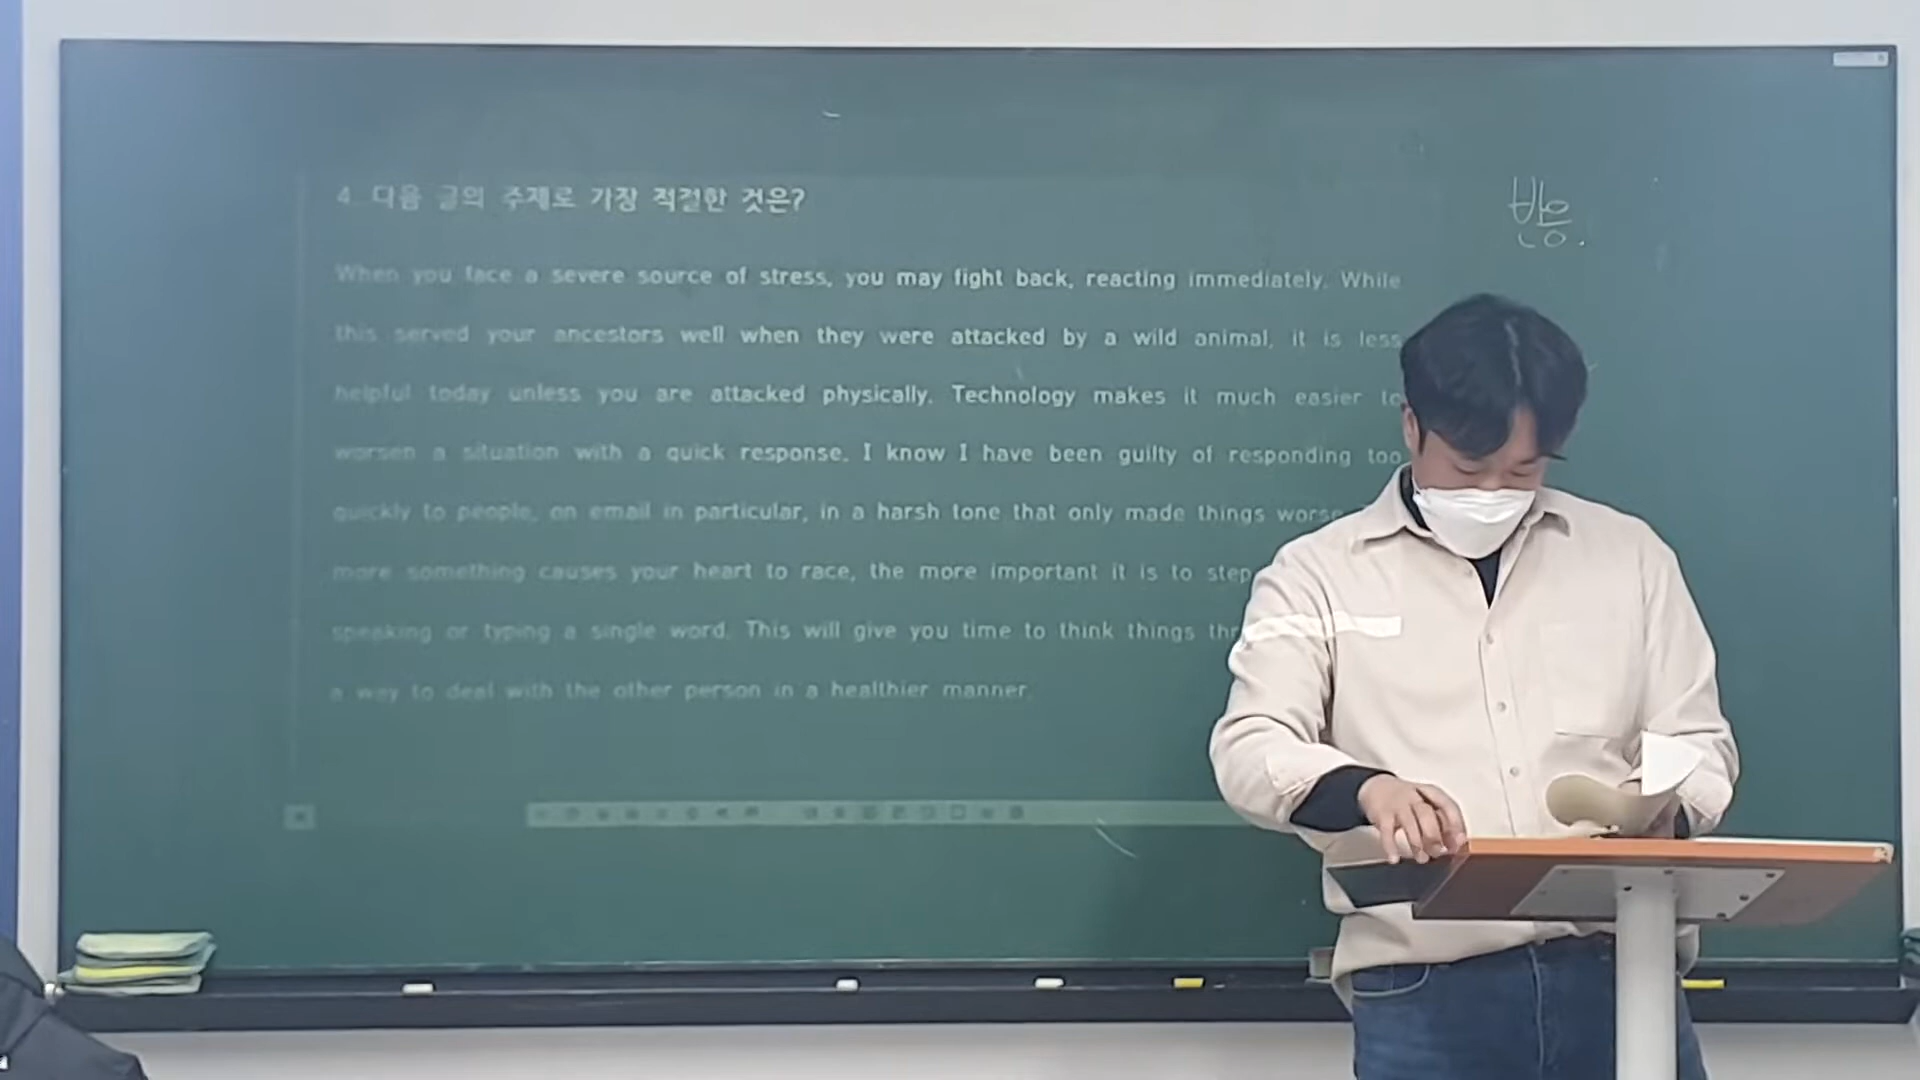 4. 다음 글의 주제로 가장 적절한 것은?
반응.
When you face a severe source of stress, you may fight back, reacting immediately. While
this served your ancestors well when they were attacked by a wild animal, it is less
helpful today unless you are attacked physically. Technology makes it much easier to
worsen a situation with a quick response. I know I have been guilty of responding too
quickly to people, on email in particular, in a harsh tone that only made things worse
more something causes your heart to race, the more important it is to step
speaking or typing a single word. This will give you time to think things
a way to deal with the other person in a healthier manner.